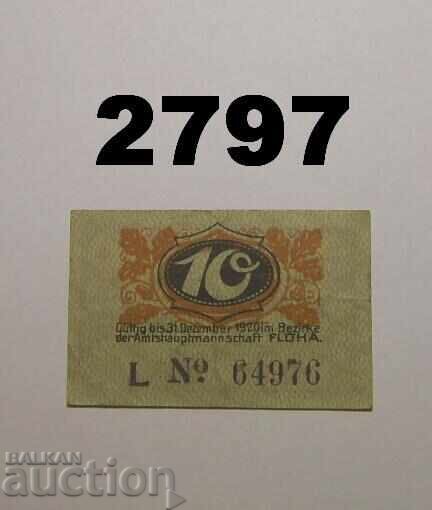 2797
10
Gültig bis 31. Dezember 1920 im Bezirke
der Amtshauptmannschaft FLÖHA.
L № 64976
BALKAN
auction